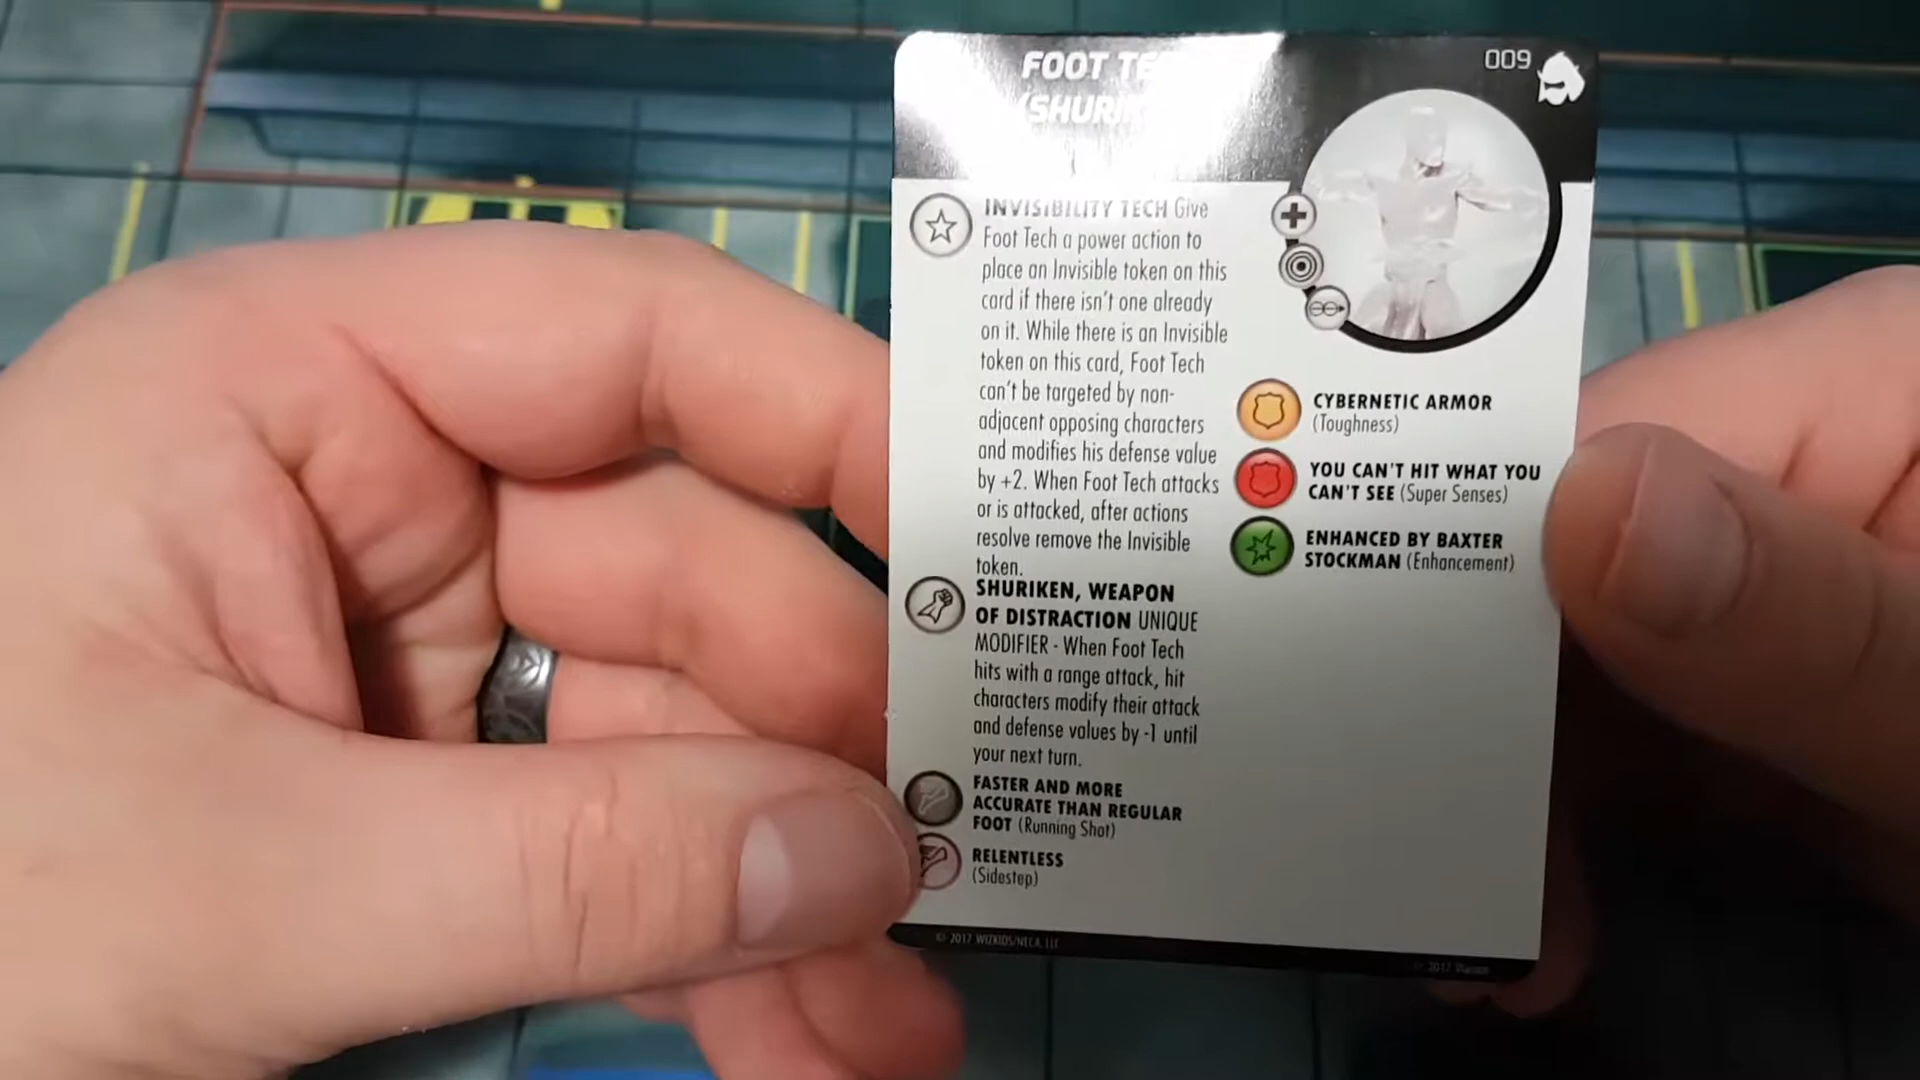 FOOT
009
INVISIBILITY TECH Give
Foot Tech a power action to
place an Invisible token on this
card if there isn't one already
on it. While there is an Invisible
token on this card, Foot Tech
can't be targeted by non-
adjacent opposing characters
and modifies his defense value
by +2. When Foot Tech attacks
or is attacked, after actions
resolve remove the Invisible
token.
SHURIKEN, WEAPON
OF DISTRACTION UNIQUE
MODIFIER - When Foot Tech
hits with a range attack, hit
characters modify their attack
and defense values by -1 until
your next turn.
FASTER AND MORE
ACCURATE THAN REGULAR
FOOT (Running Shot)
RELENTLESS
(Sidestep)
CYBERNETIC ARMOR
(Toughness)
YOU CAN'T HIT WHAT YOU
CAN'T SEE (Super Senses)
ENHANCED BY BAXTER
STOCKMAN (Enhancement)
© 2017 WIZKIDS/NECA, LLC
© 2017 Viacom